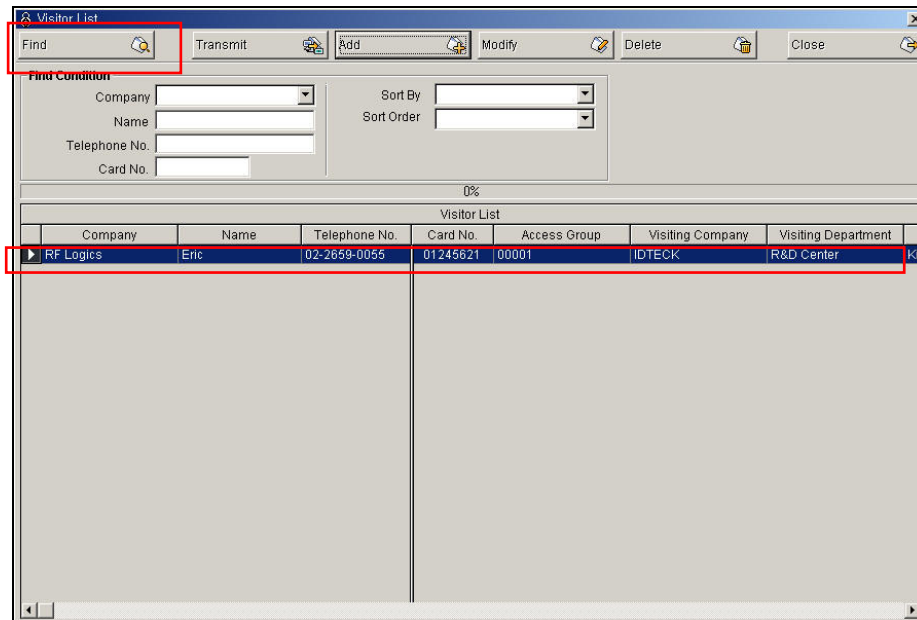 Visitor List
Find Transmit Add Modify Delete Close
Find Condition
Company Sort By
Name Sort Order
Telephone No.
Card No.
0%
Visitor List
Company Name Telephone No. Card No. Access Group Visiting Company Visiting Department
RF Logics Eric 02-2659-0055 01245621 00001 IDTECK R&D Center